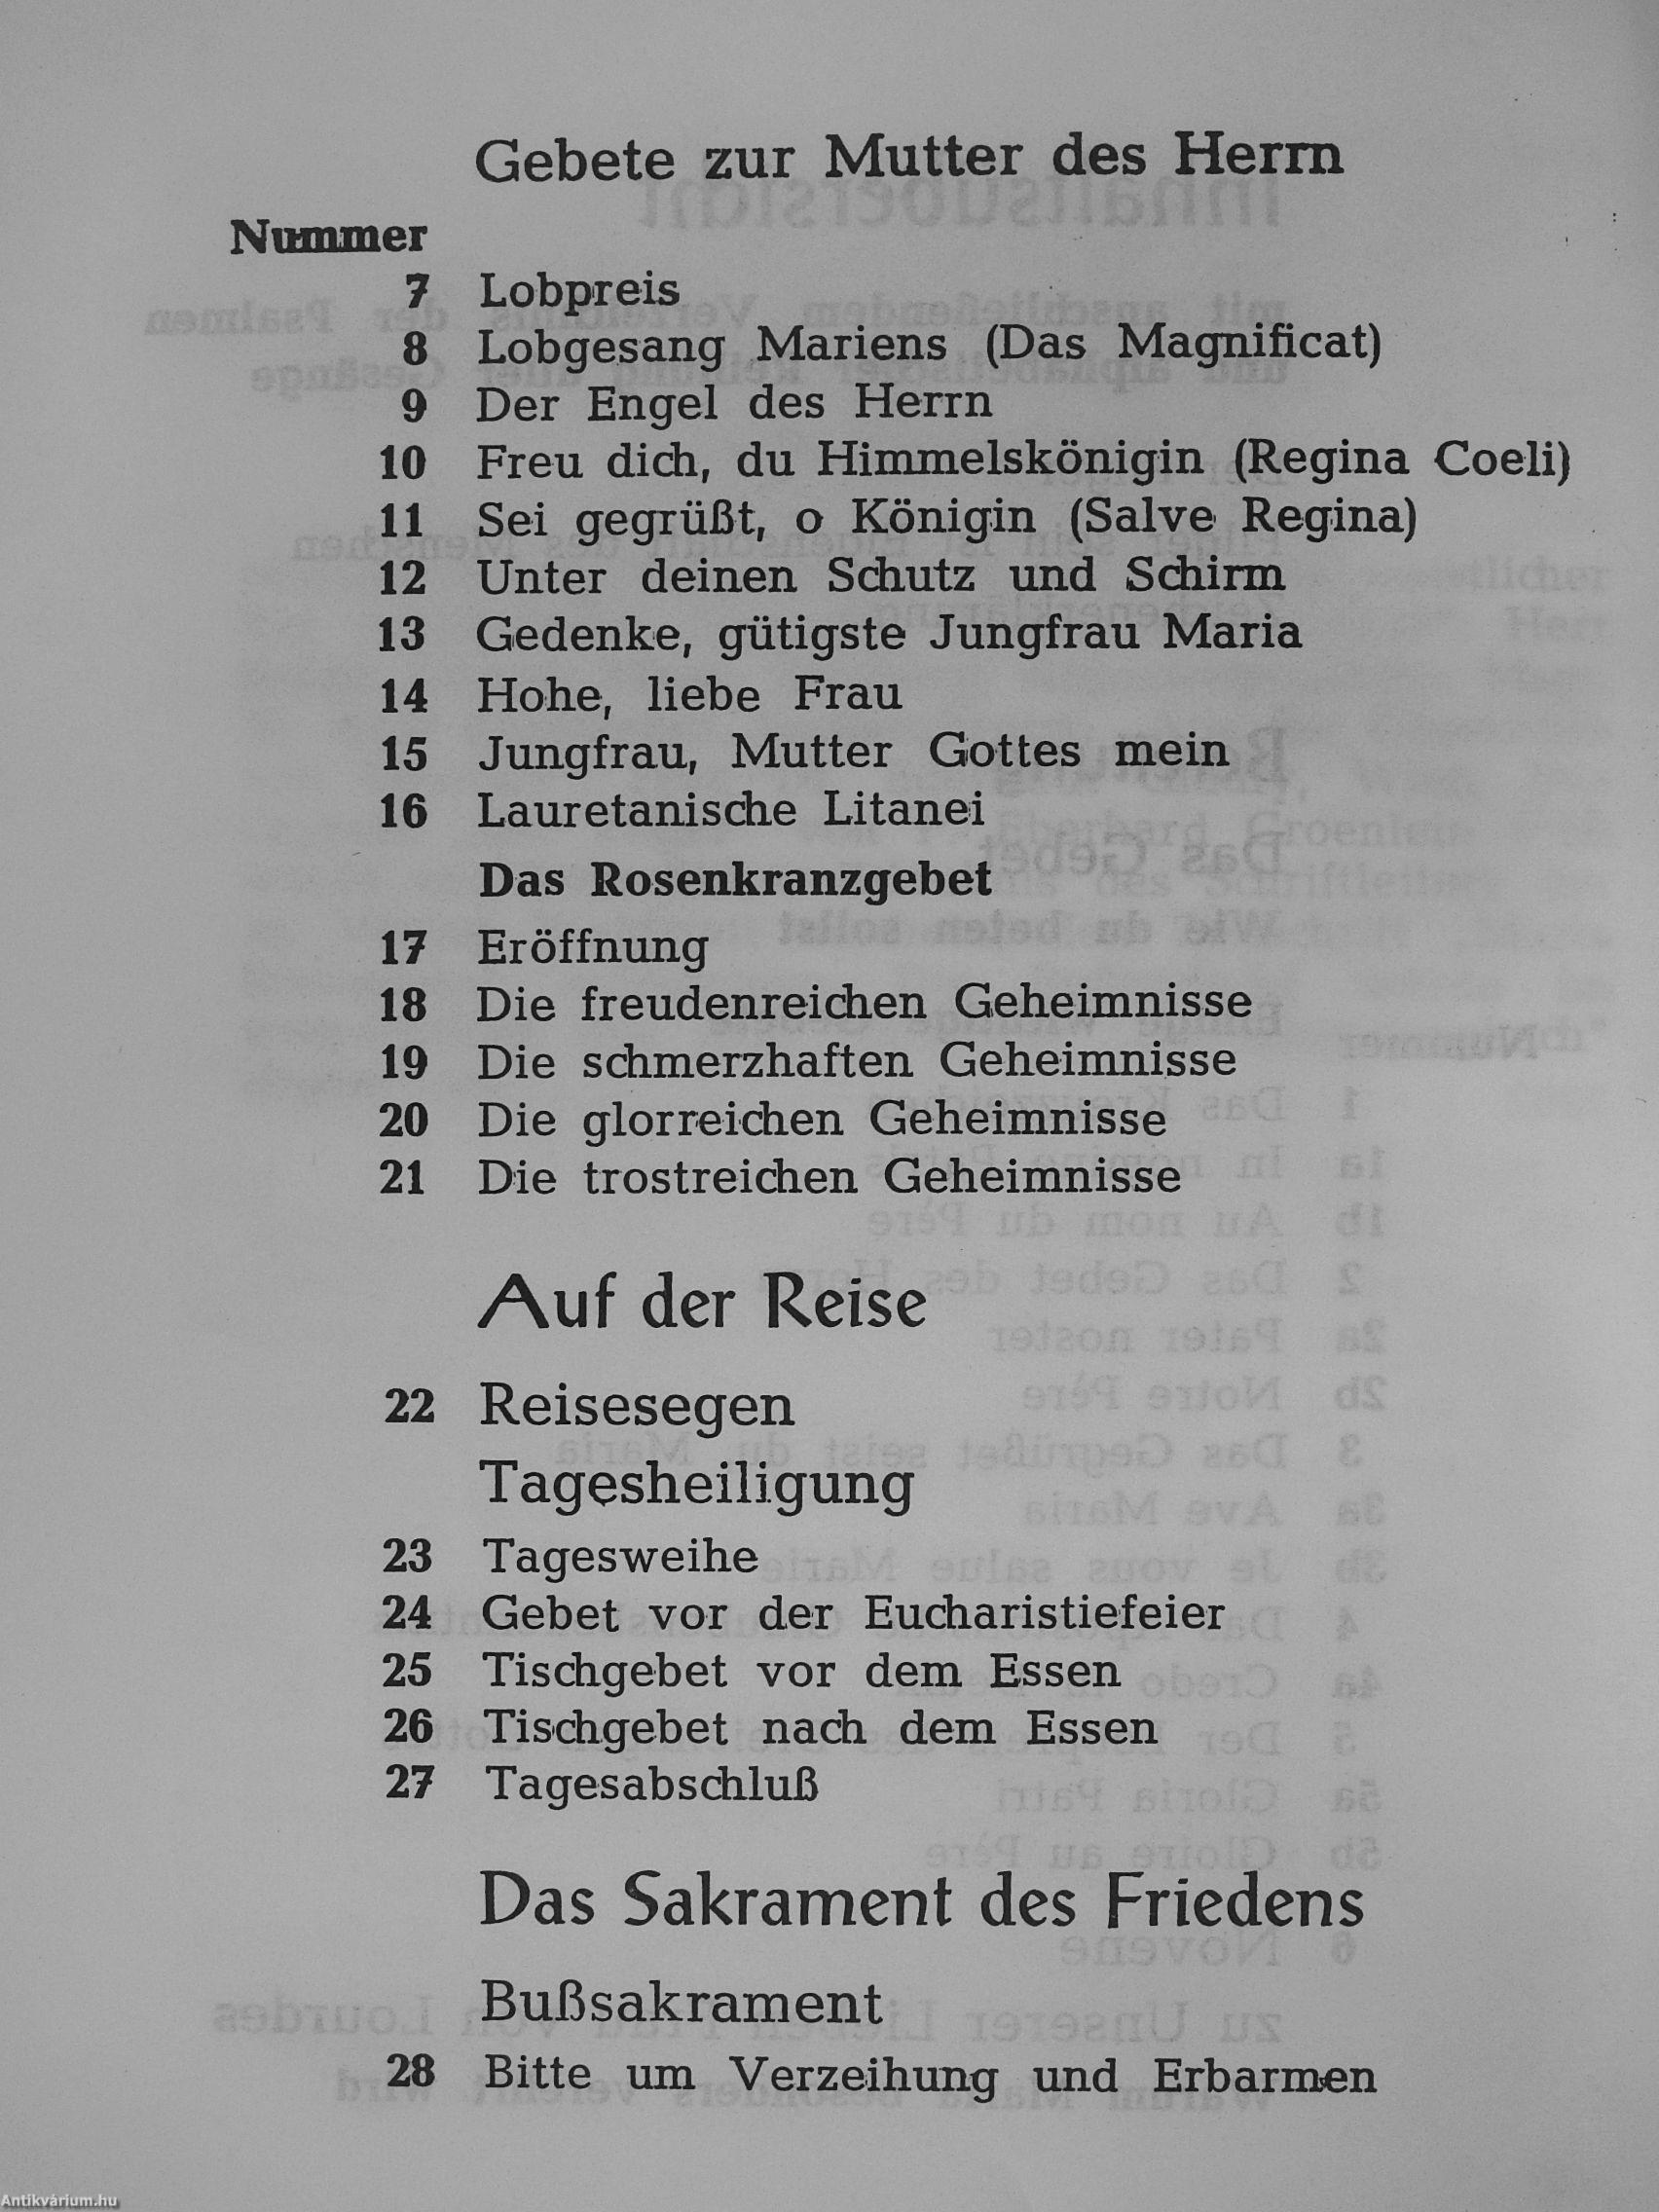 Gebete zur Mutter des Herrn
Nummer
7 Lobpreis
8 Lobgesang Mariens (Das Magnificat)
9 Der Engel des Herrn
10 Freu dich, du Himmelskönigin (Regina Coeli)
11 Sei gegrüßt, o Königin (Salve Regina)
12 Unter deinen Schutz und Schirm
13 Gedenke, gütigste Jungfrau Maria
14 Hohe, liebe Frau
15 Jungfrau, Mutter Gottes mein
16 Lauretanische Litanei
Das Rosenkranzgebet
17 Eröffnung
18 Die freudenreichen Geheimnisse
19 Die schmerzhaften Geheimnisse
20 Die glorreichen Geheimnisse
21 Die trostreichen Geheimnisse
Auf der Reise
22 Reisesegen
Tagesheiligung
23 Tagesweihe
24 Gebet vor der Eucharistiefeier
25 Tischgebet vor dem Essen
26 Tischgebet nach dem Essen
27 Tagesabschluß
Das Sakrament des Friedens
Bußsakrament
28 Bitte um Verzeihung und Erbarmen
Antikvárium.hu